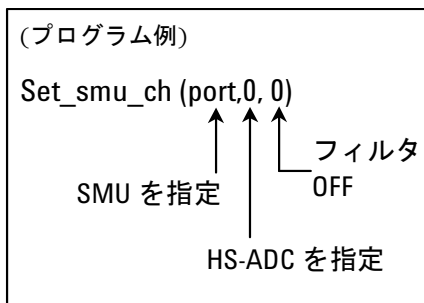 (プログラム例)
Set_smu_ch (port,0, 0)
フィルタ
OFF
SMU を指定
HS-ADC を指定